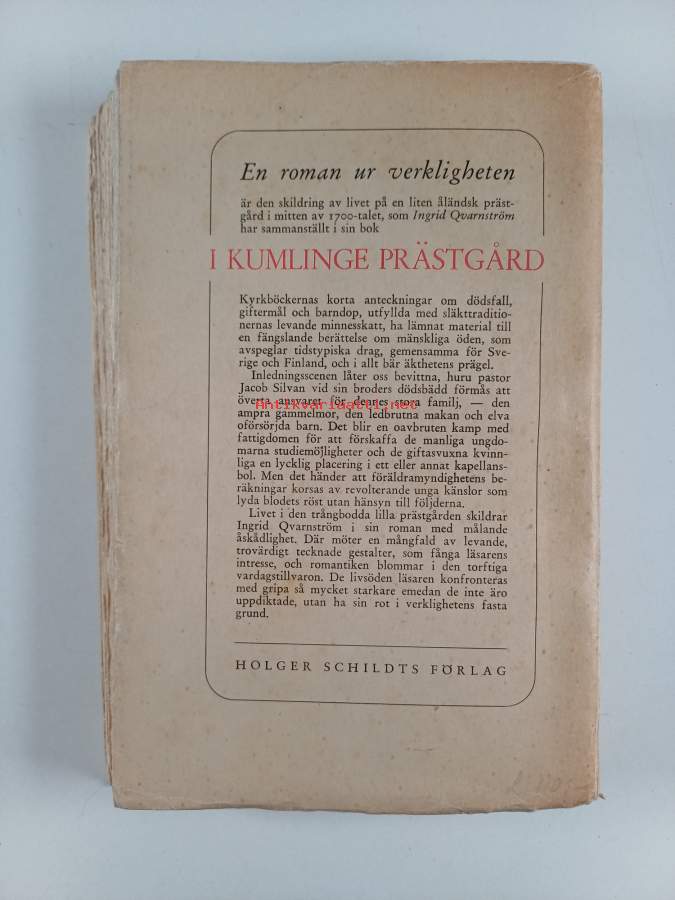 En roman ur verkligheten
är den skildring av livet på en liten åländsk präst-
gård i mitten av 1700-talet, som Ingrid Qvarnström
har sammanställt i sin bok
I KUMLINGE PRÄSTGÅRD
Kyrkböckernas korta anteckningar om dödsfall,
giftermål och barndop, utfyllda med släkttraditio-
nernas levande minnesskatt, ha lämnat material till
en fängslande berättelse om mänskliga öden, som
avspeglar tidstypiska drag, gemensamma för Sve-
rige och Finland, och i allt bär äkthetens prägel.
Inledningsscenen låter oss bevittna, huru pastor
Jacob Silvan vid sin broders dödsbädd förmås att
överta ansvaret för dennes stora familj, — den
Antikvariaatti.net
ampra gammelmor, den ledbrutna makan och elva
oförsörjda barn. Det blir en oavbruten kamp med
fattigdomen för att förskaffa de manliga ungdo-
marna studiemöjligheter och de giftasvuxna kvinn-
liga en lycklig placering i ett eller annat kapellans-
bol. Men det händer att föräldramyndighetens be-
räkningar korsas av revolterande unga känslor som
lyda blodets röst utan hänsyn till följderna.
Livet i den trångbodda lilla prästgården skildrar
Ingrid Qvarnström i sin roman med målande
åskådlighet. Där möter en mångfald av levande,
trovärdigt tecknade gestalter, som fånga läsarens
intresse, och romantiken blommar i den torftiga
vardagstillvaron. De livsöden läsaren konfronteras
med gripa så mycket starkare emedan de inte äro
uppdiktade, utan ha sin rot i verklighetens fasta
grund.
HOLGER SCHILDTS FÖRLAG